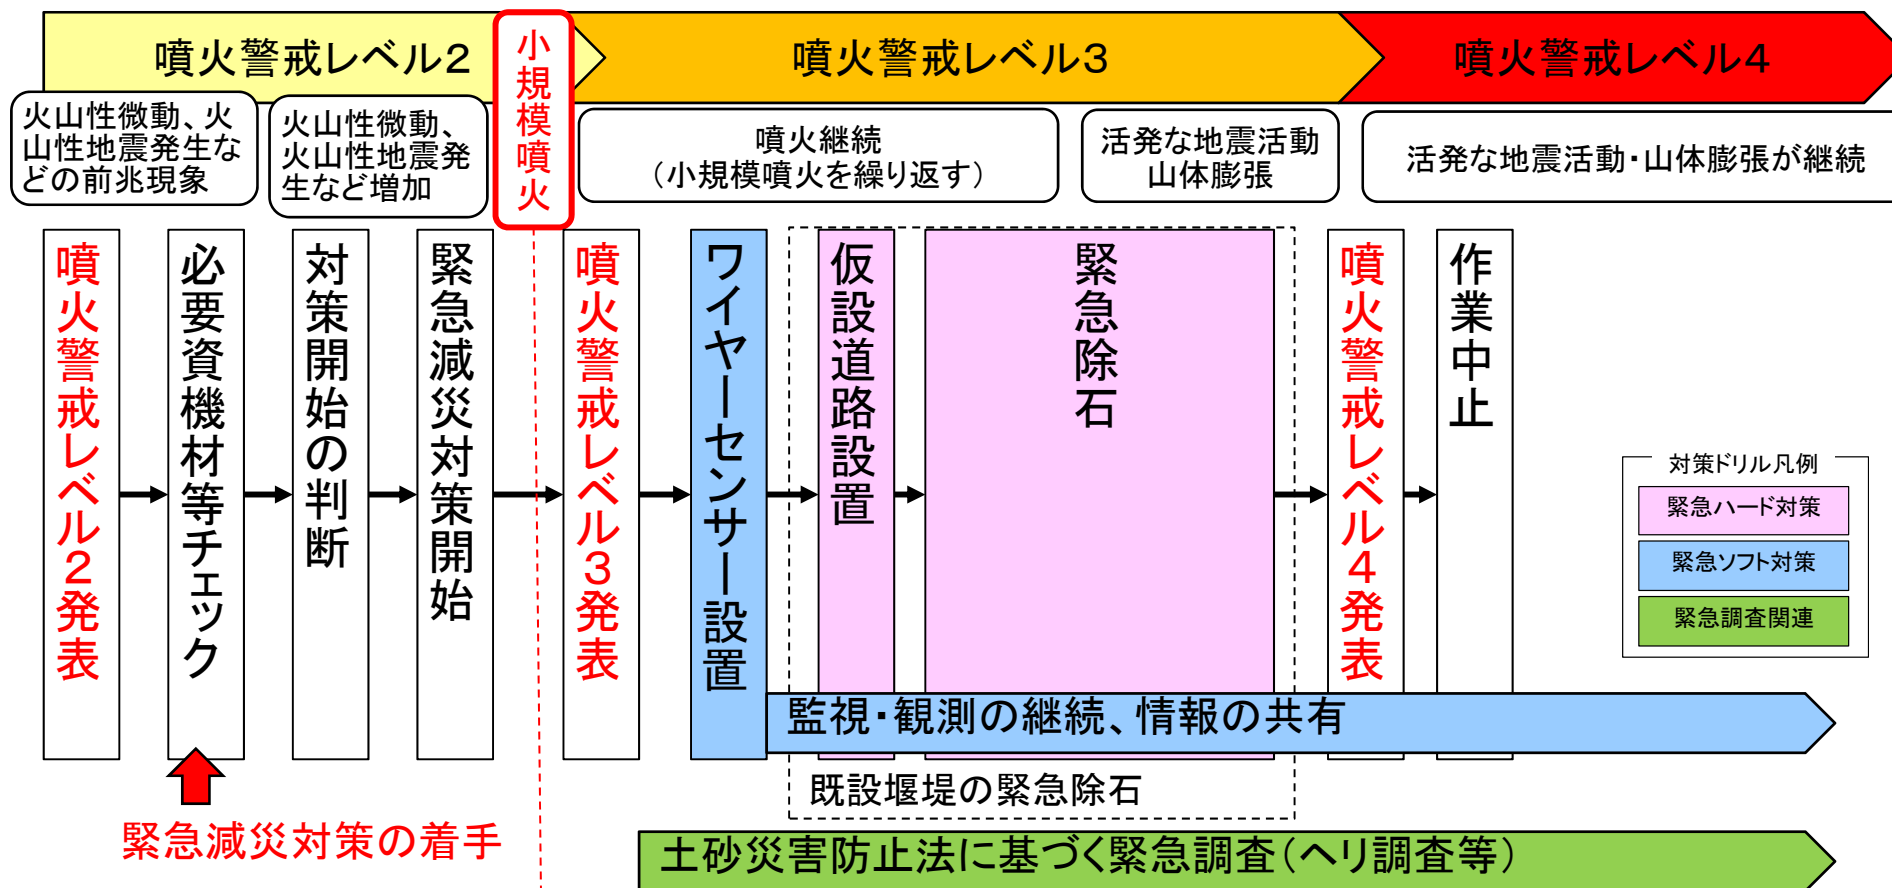 噴火警戒レベル２
小規模噴火
噴火警戒レベル３
噴火警戒レベル４
火山性微動、火
山性地震発生な
どの前兆現象
火山性微動、
火山性地震発
生など増加
噴火継続
（小規模噴火を繰り返す）
活発な地震活動
山体膨張
活発な地震活動・山体膨張が継続
噴火警戒レベル２発表
必要資機材等チェック
対策開始の判断
緊急減災対策開始
噴火警戒レベル３発表
ワイヤーセンサー設置
仮設道路設置
緊急除石
噴火警戒レベル４発表
作業中止
対策ドリル凡例
緊急ハード対策
緊急ソフト対策
緊急調査関連
監視・観測の継続、情報の共有
既設堰堤の緊急除石
緊急減災対策の着手
土砂災害防止法に基づく緊急調査（ヘリ調査等）